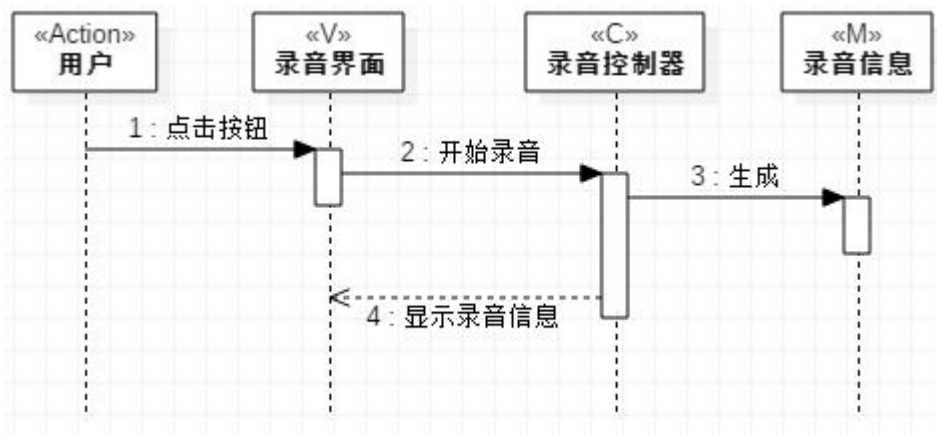 «Action»
用户
«V»
录音界面
«C»
录音控制器
«M»
录音信息
1 : 点击按钮
2 : 开始录音
3 : 生成
4 : 显示录音信息